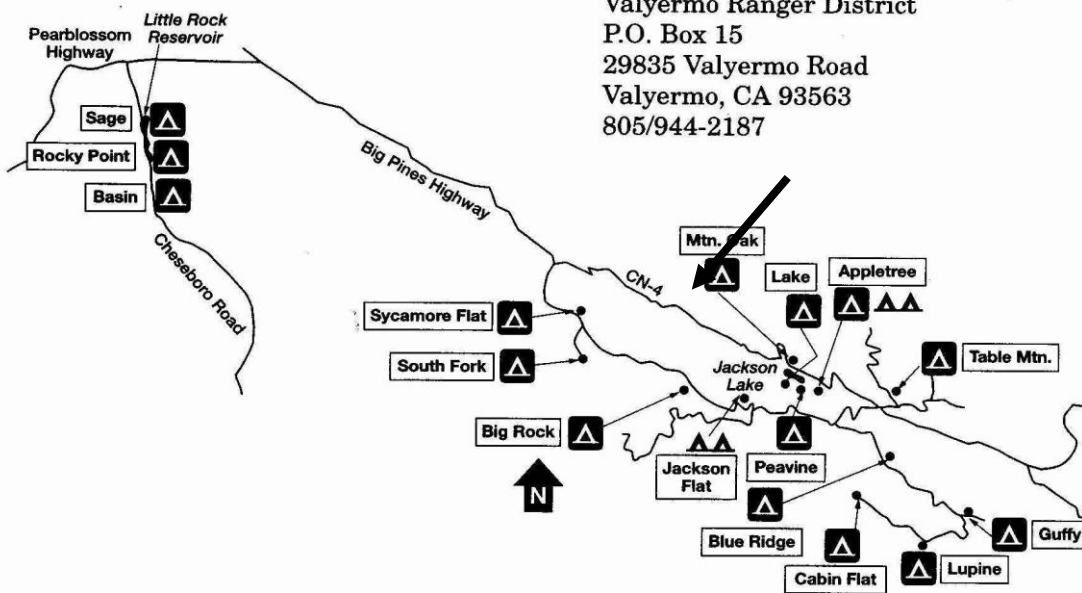 Valyermo Ranger District
P.O. Box 15
29835 Valyermo Road
Valyermo, CA 93563
805/944-2187
Little Rock
Reservoir
Pearblossom
Highway
Sage
Rocky Point
Basin
Cheseboro Road
Big Pines Highway
CN-4
Mtn. Oak
Lake
Appletree
Sycamore Flat
South Fork
Jackson
Lake
Table Mtn.
Big Rock
N
Jackson
Flat
Peavine
Blue Ridge
Cabin Flat
Lupine
Guffy